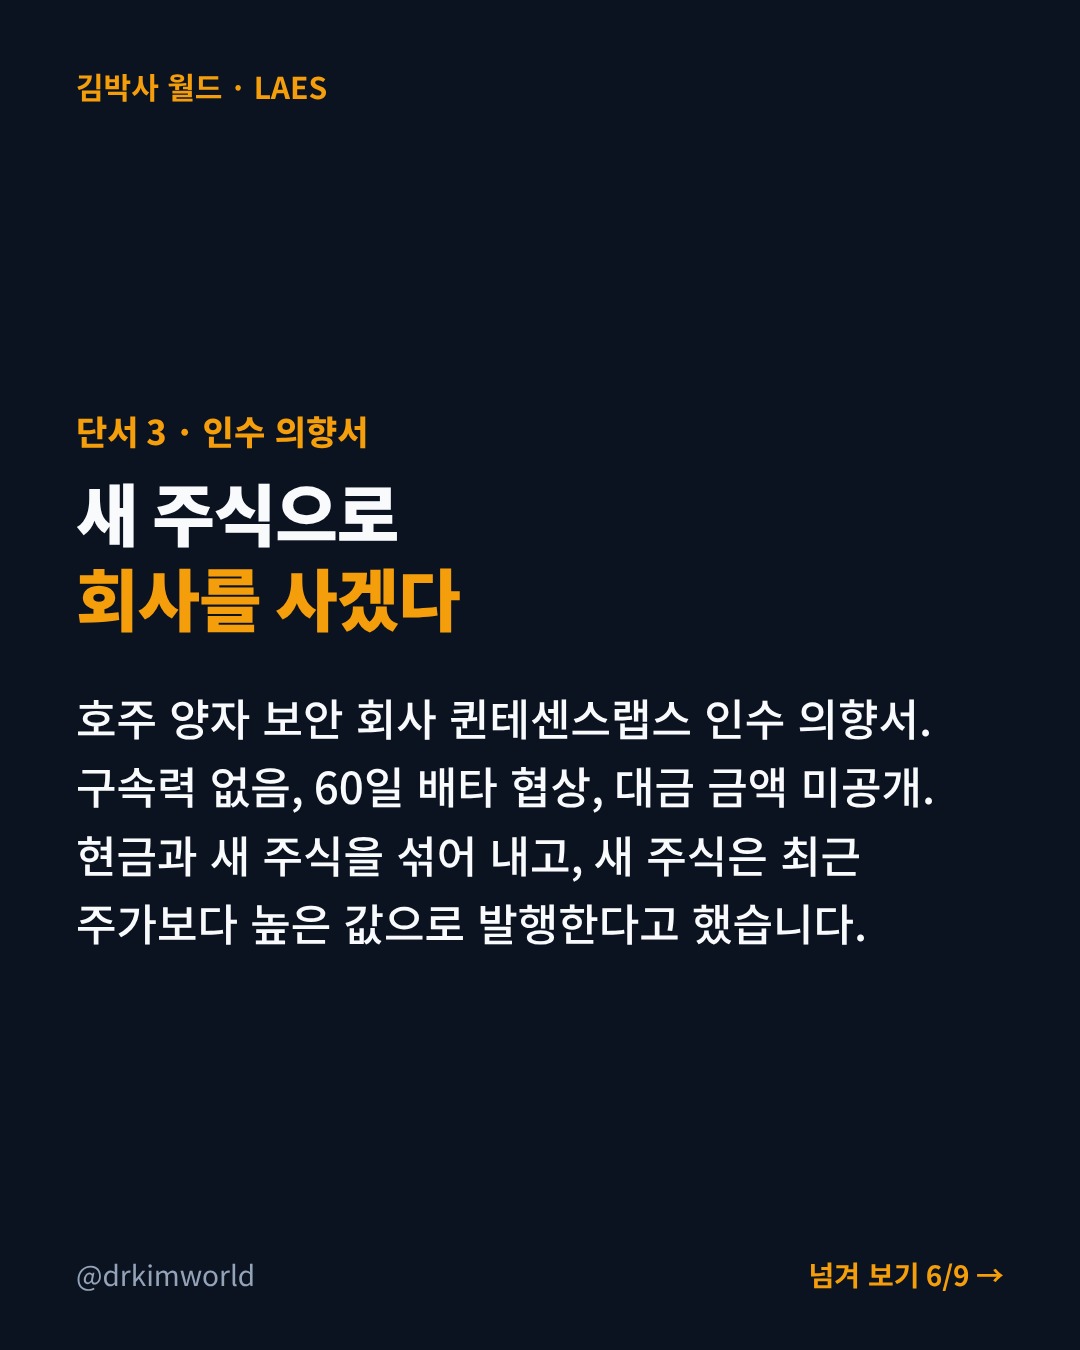 김박사 월드 · LAES
단서 3 · 인수 의향서
새 주식으로
회사를 사겠다
호주 양자 보안 회사 퀸테센스랩스 인수 의향서.
구속력 없음, 60일 배타 협상, 대금 금액 미공개.
현금과 새 주식을 섞어 내고, 새 주식은 최근
주가보다 높은 값으로 발행한다고 했습니다.
@drkimworld
넘겨 보기 6/9 →